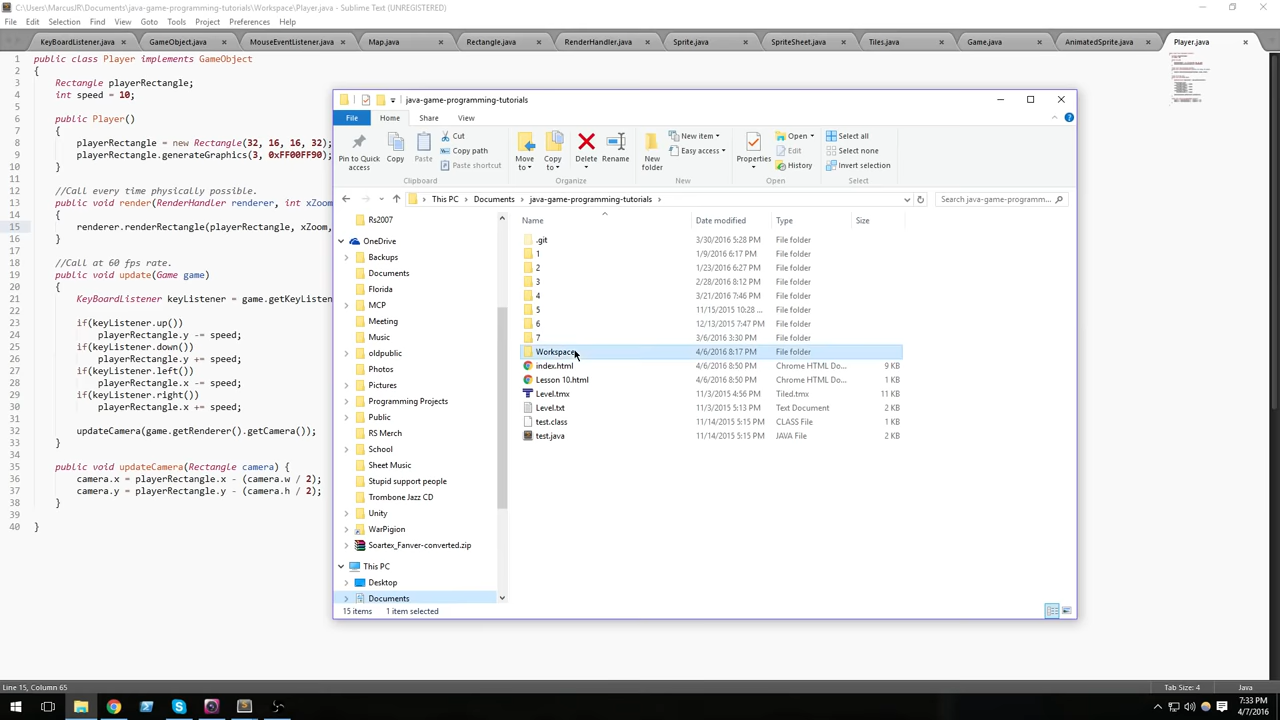 C:\Users\MarcusJR\Documents\java-game-programming-tutorials\Workspace\Player.java - Sublime Text (UNREGISTERED)
File Edit Selection Find View Goto Tools Project Preferences Help
KeyBoardListener.java GameObject.java MouseEventListener.java Map.java Rectangle.java RenderHandler.java Sprite.java SpriteSheet.java Tiles.java Game.java AnimatedSprite.java Player.java
1 public class Player implements GameObject
2 {
3 Rectangle playerRectangle;
4 int speed = 10;
5
6 public Player()
7 {
8 playerRectangle = new Rectangle(32, 16, 16, 32);
9 playerRectangle.generateGraphics(3, 0xFF00FF90);
10 }
11
12 //Call every time physically possible.
13 public void render(RenderHandler renderer, int xZoom
14 {
15 renderer.renderRectangle(playerRectangle, xZoom,
16 }
17
18 //Call at 60 fps rate.
19 public void update(Game game)
20 {
21 KeyBoardListener keyListener = game.getKeyListen
22
23 if(keyListener.up())
24 playerRectangle.y -= speed;
25 if(keyListener.down())
26 playerRectangle.y += speed;
27 if(keyListener.left())
28 playerRectangle.x -= speed;
29 if(keyListener.right())
30 playerRectangle.x += speed;
31
32 updateCamera(game.getRenderer().getCamera());
33 }
34
35 public void updateCamera(Rectangle camera) {
36 camera.x = playerRectangle.x - (camera.w / 2);
37 camera.y = playerRectangle.y - (camera.h / 2);
38 }
39
40 }
java-game-programming-tutorials
File Home Share View
Pin to Quick access
Copy
Paste
Cut
Copy path
Paste shortcut
Clipboard
Move to
Copy to
Delete
Rename
Organize
New folder
New item
Easy access
New
Properties
Open
Edit
History
Open
Select all
Select none
Invert selection
Select
This PC Documents java-game-programming-tutorials
Search java-game-programm...
Rs2007
OneDrive
Backups
Documents
Florida
MCP
Meeting
Music
oldpublic
Photos
Pictures
Programming Projects
Public
RS Merch
School
Sheet Music
Stupid support people
Trombone Jazz CD
Unity
WarPigion
Soartex_Fanver-converted.zip
This PC
Desktop
Documents
Name Date modified Type Size
.git 3/30/2016 5:28 PM File folder
1 1/9/2016 6:17 PM File folder
2 1/23/2016 6:27 PM File folder
3 2/28/2016 8:12 PM File folder
4 3/21/2016 7:46 PM File folder
5 11/15/2015 10:28 ... File folder
6 12/13/2015 7:47 PM File folder
7 3/6/2016 3:30 PM File folder
Workspace 4/6/2016 8:17 PM File folder
index.html 4/6/2016 8:50 PM Chrome HTML Do... 9 KB
Lesson 10.html 4/6/2016 8:50 PM Chrome HTML Do... 1 KB
Level.tmx 11/3/2015 4:56 PM Tiled.tmx 11 KB
Level.txt 11/3/2015 5:13 PM Text Document 2 KB
test.class 11/14/2015 5:15 PM CLASS File 1 KB
test.java 11/14/2015 5:15 PM JAVA File 2 KB
15 items 1 item selected
Line 15, Column 65 Tab Size: 4 Java
7:33 PM
4/7/2016